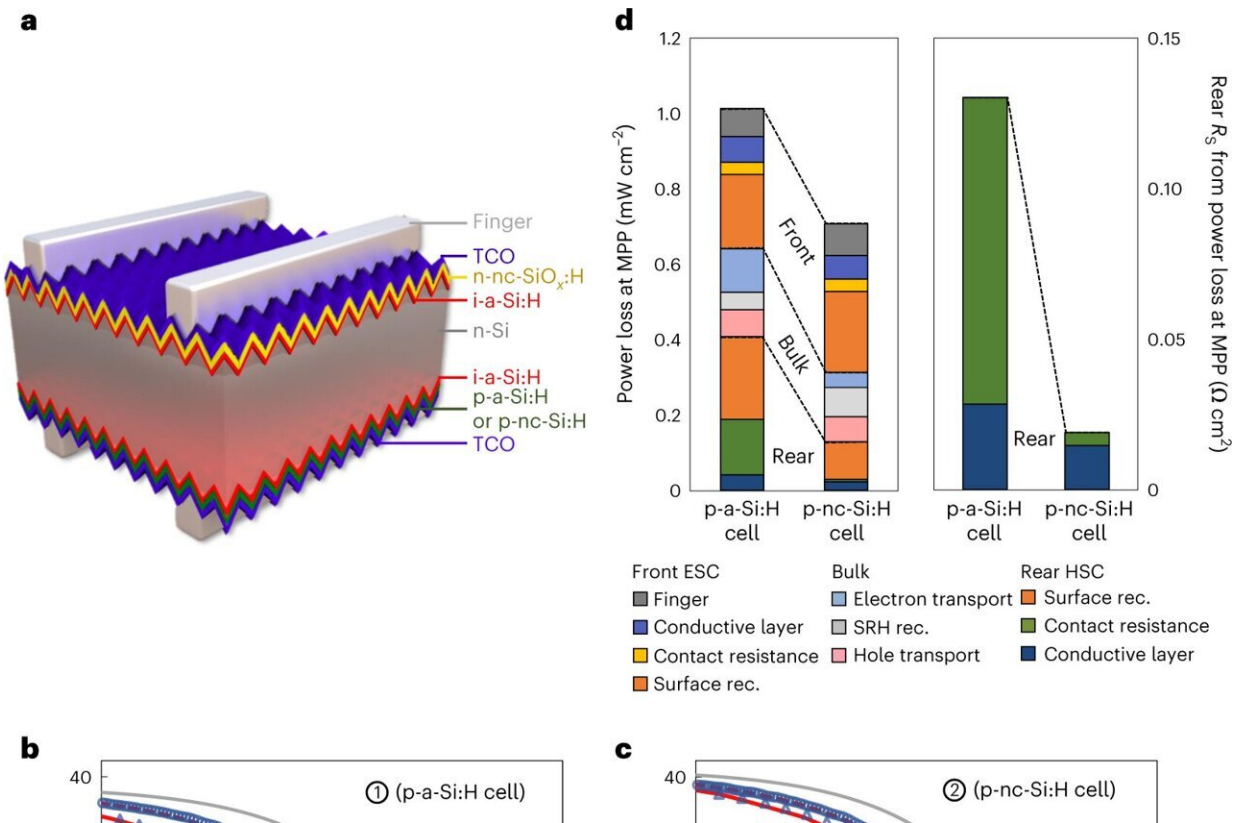 a
Finger
TCO
n-nc-SiOₓ:H
i-a-Si:H
n-Si
i-a-Si:H
p-a-Si:H
or p-nc-Si:H
TCO
d
Power loss at MPP (mW cm⁻²)
1.2
1.0
0.8
0.6
0.4
0.2
0
Front
Bulk
Rear
p-a-Si:H
cell
p-nc-Si:H
cell
Rear
p-a-Si:H
cell
p-nc-Si:H
cell
0.15
0.10
0.05
0
Rear R_S from power loss at MPP (Ω cm²)
Front ESC
Finger
Conductive layer
Contact resistance
Surface rec.
Bulk
Electron transport
SRH rec.
Hole transport
Rear HSC
Surface rec.
Contact resistance
Conductive layer
b
40
① (p-a-Si:H cell)
c
40
② (p-nc-Si:H cell)